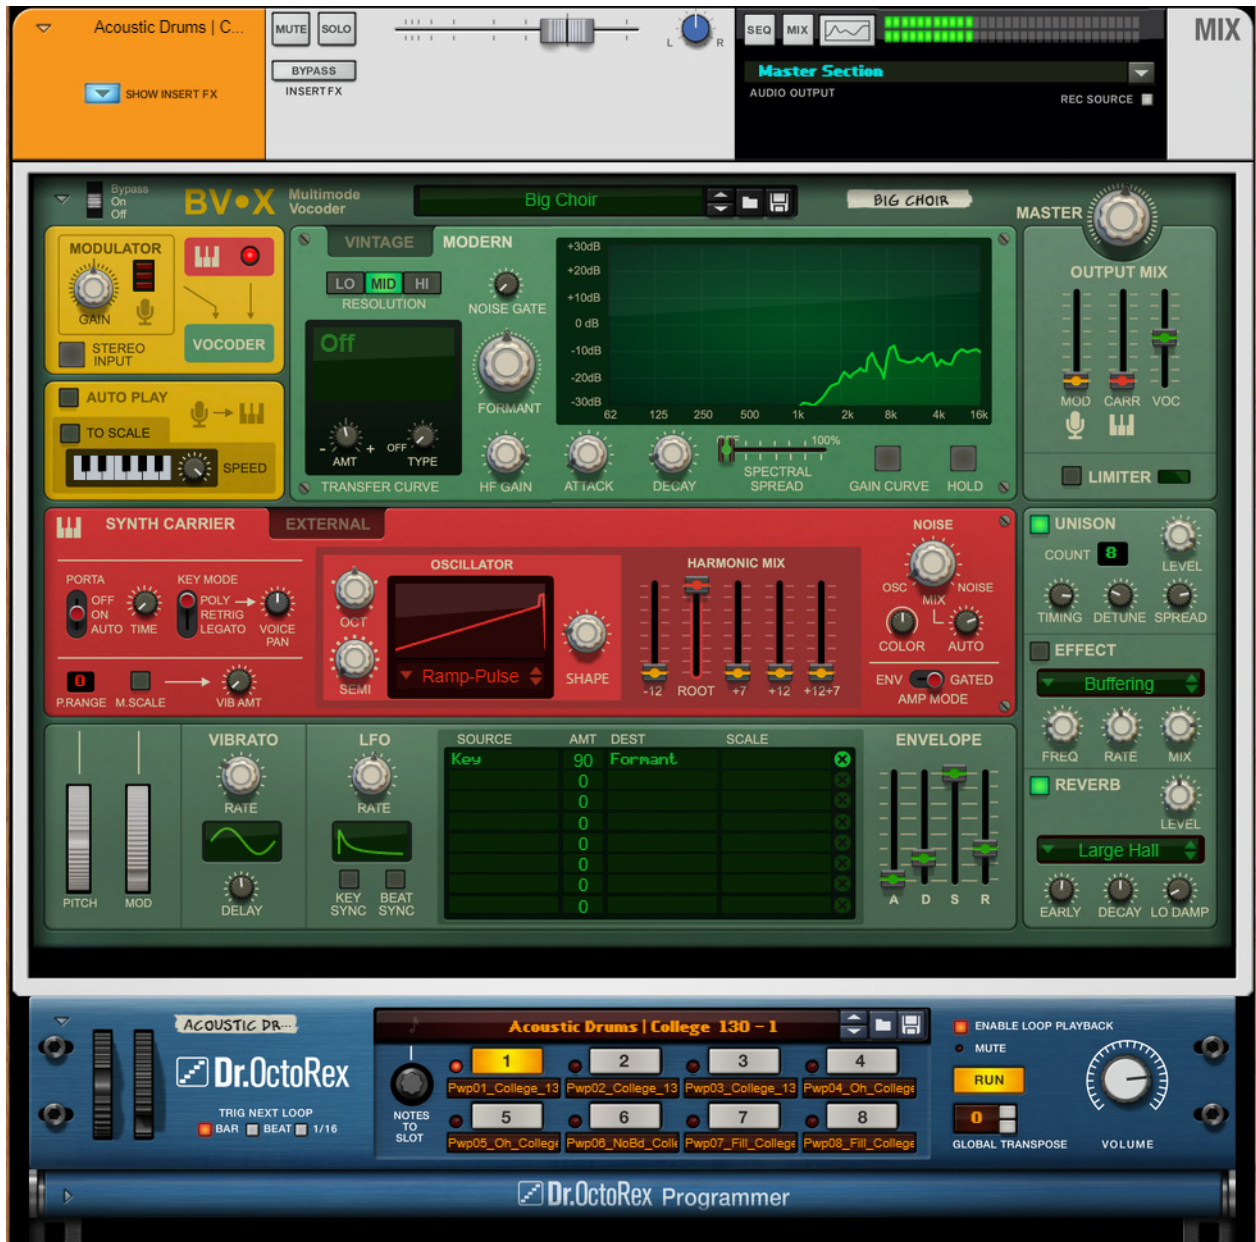 Acoustic Drums | C...
MUTE SOLO
BYPASS
INSERT FX
SHOW INSERT FX
L R
SEQ MIX
Master Section
AUDIO OUTPUT
REC SOURCE
MIX
Bypass
On
Off
BV•X Multimode Vocoder
Big Choir
BIG CHOIR
MASTER
MODULATOR
GAIN
STEREO INPUT
VOCODER
AUTO PLAY
TO SCALE
SPEED
VINTAGE MODERN
LO MID HI
RESOLUTION
NOISE GATE
Off
FORMANT
- AMT + OFF TYPE
TRANSFER CURVE
HF GAIN ATTACK DECAY
+30dB
+20dB
+10dB
0 dB
-10dB
-20dB
-30dB
62 125 250 500 1k 2k 8k 4k 16k
OFF 100%
SPECTRAL SPREAD
GAIN CURVE HOLD
OUTPUT MIX
MOD CARR VOC
LIMITER
SYNTH CARRIER EXTERNAL
PORTA
OFF
ON
AUTO TIME
KEY MODE
POLY
RETRIG
LEGATO
VOICE PAN
P.RANGE M.SCALE VIB AMT
0
OCT
SEMI
OSCILLATOR
Ramp-Pulse
SHAPE
HARMONIC MIX
-12 ROOT +7 +12 +12+7
NOISE
OSC MIX NOISE
COLOR AUTO
ENV GATED
AMP MODE
UNISON
COUNT 8
LEVEL
TIMING DETUNE SPREAD
EFFECT
Buffering
FREQ RATE MIX
REVERB
LEVEL
Large Hall
EARLY DECAY LO DAMP
PITCH MOD
VIBRATO
RATE
DELAY
LFO
RATE
KEY SYNC BEAT SYNC
SOURCE AMT DEST SCALE
Key 90 Formant
0
0
0
0
0
0
0
ENVELOPE
A D S R
ACOUSTIC DR...
Dr.OctoRex
TRIG NEXT LOOP
BAR BEAT 1/16
Acoustic Drums | College 130 - 1
NOTES TO SLOT
1 2 3 4
Pwp01_College_13 Pwp02_College_13 Pwp03_College_13 Pwp04_Oh_College
5 6 7 8
Pwp05_Oh_College Pwp06_NoBd_Colle Pwp07_Fill_College Pwp08_Fill_College
ENABLE LOOP PLAYBACK
MUTE
RUN
0
GLOBAL TRANSPOSE
VOLUME
Dr.OctoRex Programmer